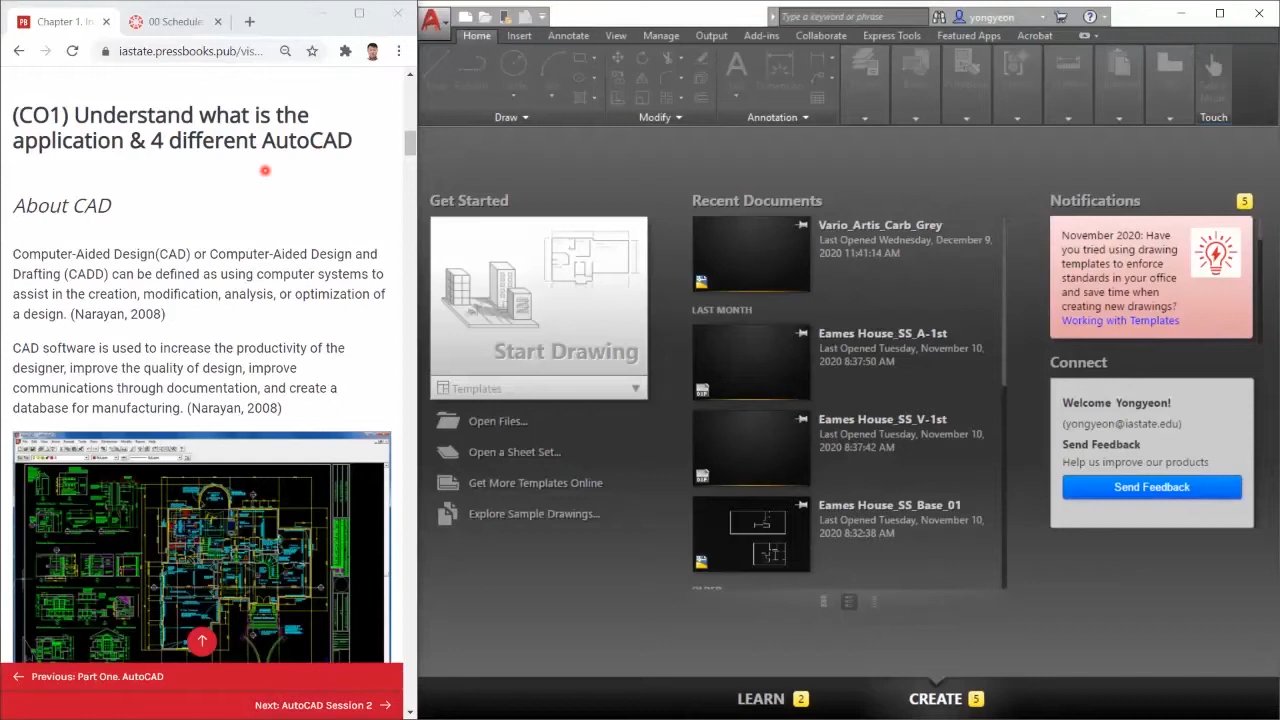 Chapter 1. In
00 Schedule:
iastate.pressbooks.pub/vis...
(CO1) Understand what is the
application & 4 different AutoCAD
About CAD
Computer-Aided Design(CAD) or Computer-Aided Design and
Drafting (CADD) can be defined as using computer systems to
assist in the creation, modification, analysis, or optimization of
a design. (Narayan, 2008)
CAD software is used to increase the productivity of the
designer, improve the quality of design, improve
communications through documentation, and create a
database for manufacturing. (Narayan, 2008)
Previous: Part One. AutoCAD
Next: AutoCAD Session 2
Type a keyword or phrase
yongyeon
Home Insert Annotate View Manage Output Add-ins Collaborate Express Tools Featured Apps Acrobat
Draw
Modify
Annotation
Touch
Get Started
Start Drawing
Templates
Open Files...
Open a Sheet Set...
Get More Templates Online
Explore Sample Drawings...
Recent Documents
Vario_Artis_Carb_Grey
Last Opened Wednesday, December 9,
2020 11:41:14 AM
LAST MONTH
Eames House_SS_A-1st
Last Opened Tuesday, November 10,
2020 8:37:50 AM
DXF
Eames House_SS_V-1st
Last Opened Tuesday, November 10,
2020 8:37:42 AM
DXF
Eames House_SS_Base_01
Last Opened Tuesday, November 10,
2020 8:32:38 AM
Notifications
5
November 2020: Have
you tried using drawing
templates to enforce
standards in your office
and save time when
creating new drawings?
Working with Templates
Connect
Welcome Yongyeon!
(yongyeon@iastate.edu)
Send Feedback
Help us improve our products
Send Feedback
LEARN 2
CREATE 5